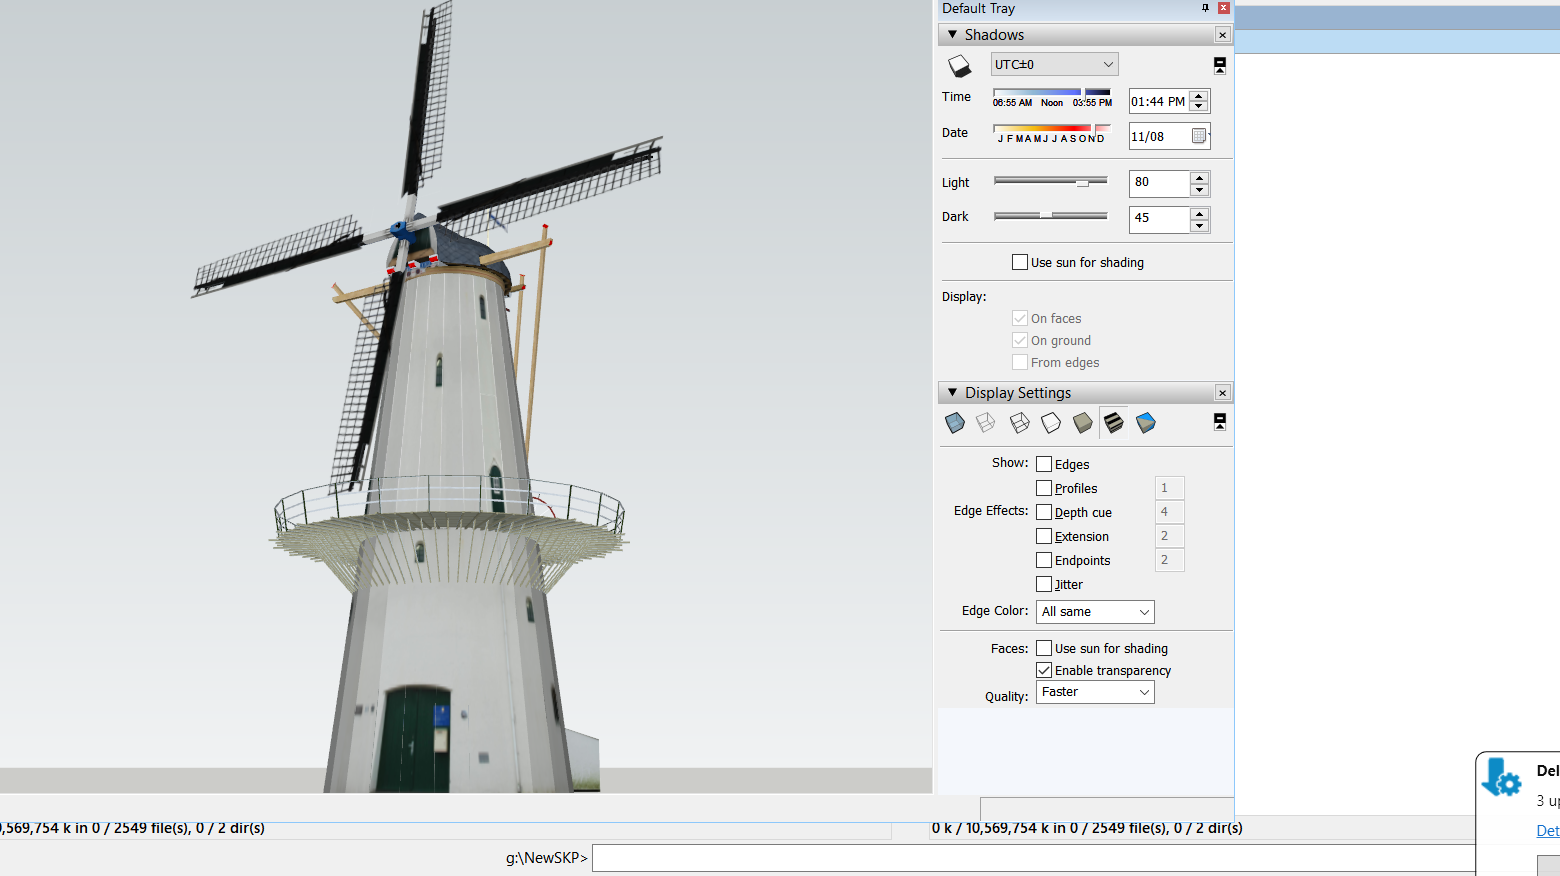 Default Tray
Shadows
UTC±0
Time
06:55 AM Noon 03:55 PM
01:44 PM
Date
J F M A M J J A S O N D
11/08
Light
80
Dark
45
Use sun for shading
Display:
On faces
On ground
From edges
Display Settings
Show:
Edges
Profiles
1
Edge Effects:
Depth cue
4
Extension
2
Endpoints
2
Jitter
Edge Color:
All same
Faces:
Use sun for shading
Enable transparency
Quality:
Faster
,569,754 k in 0 / 2549 file(s), 0 / 2 dir(s)
0 k / 10,569,754 k in 0 / 2549 file(s), 0 / 2 dir(s)
g:\NewSKP>
Del
3 up
Det